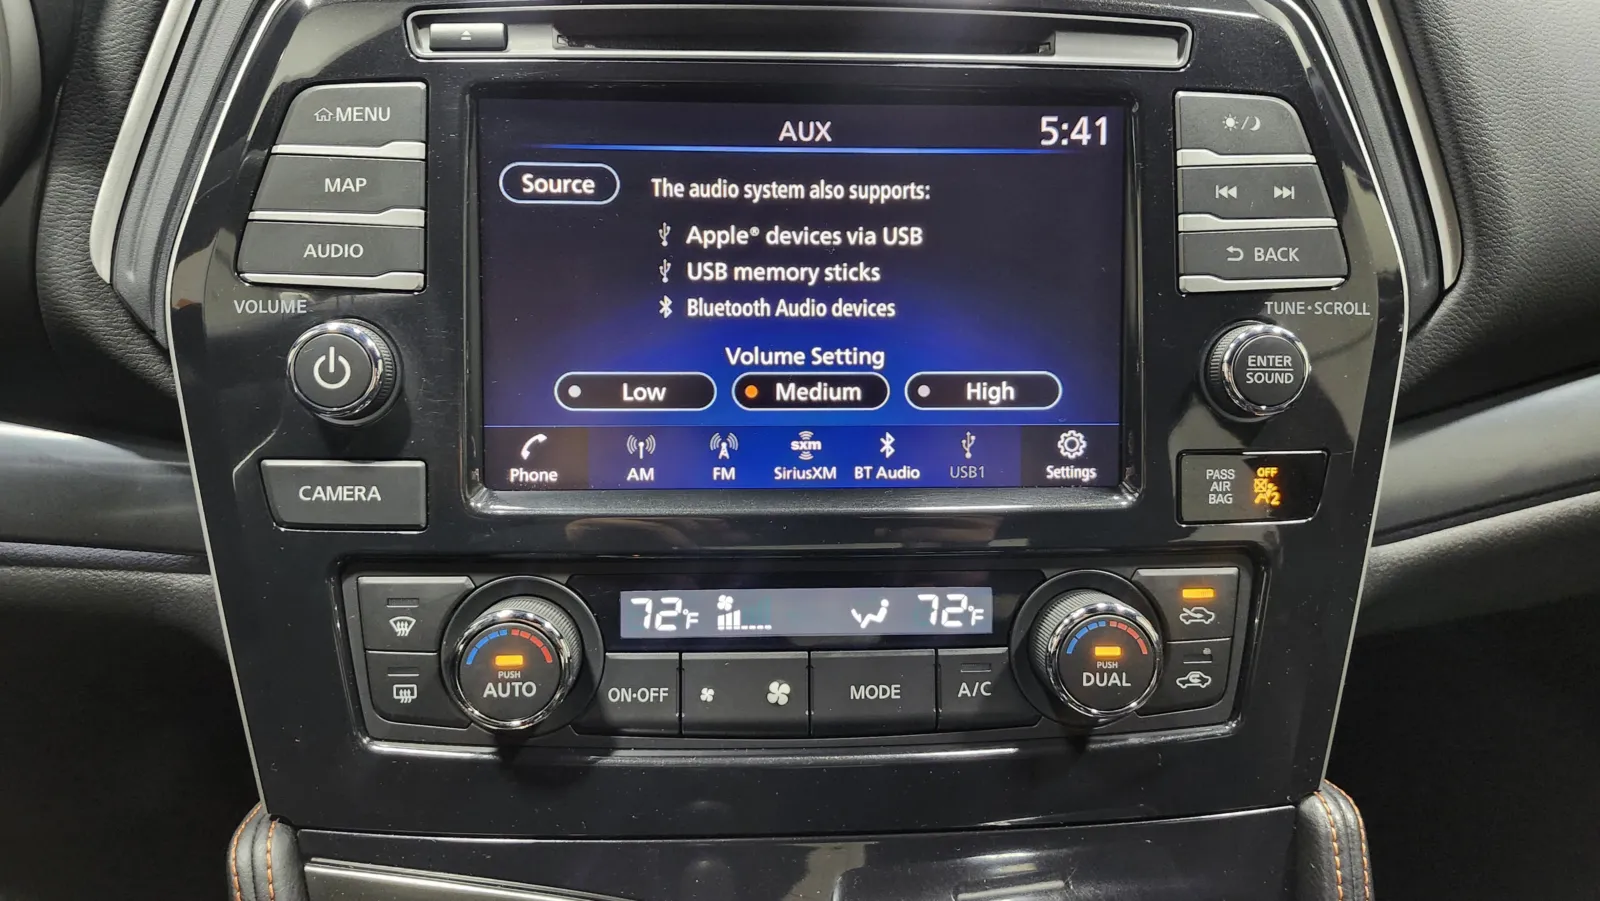 MENU
MAP
AUDIO
VOLUME
CAMERA
AUX
5:41
Source
The audio system also supports:
Apple® devices via USB
USB memory sticks
Bluetooth Audio devices
Volume Setting
Low
Medium
High
Phone
AM
FM
sxm
SiriusXM
BT Audio
USB1
Settings
BACK
TUNE•SCROLL
ENTER
SOUND
PASS
AIR
BAG
OFF
2
72°F
72°F
PUSH
AUTO
ON•OFF
MODE
A/C
PUSH
DUAL